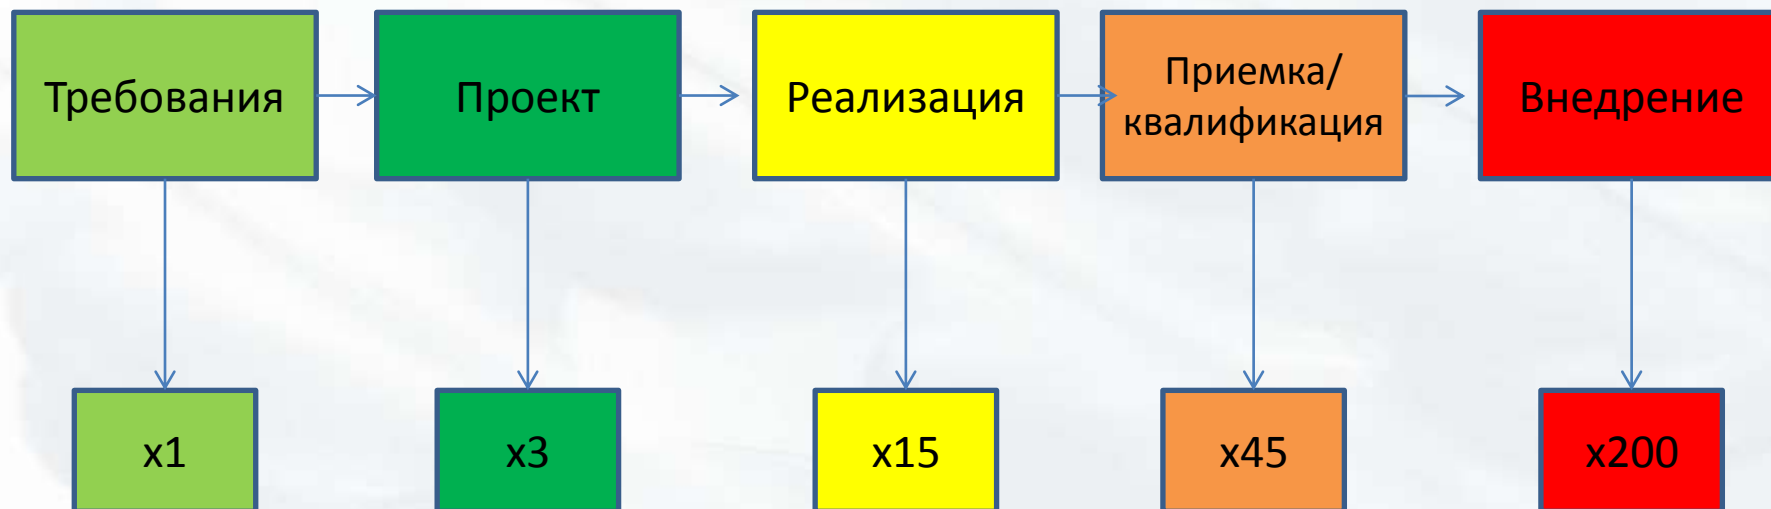 Требования
Проект
Реализация
Приемка/
квалификация
Внедрение
x1
x3
x15
x45
x200